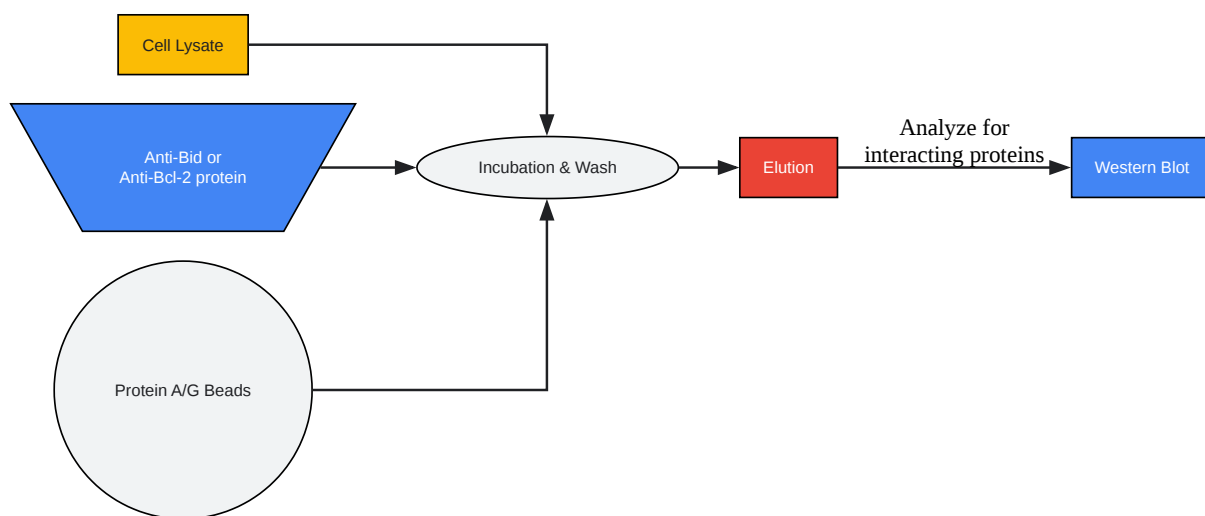 Cell Lysate
Anti-Bid or
Anti-Bcl-2 protein
Protein A/G Beads
Incubation & Wash
Elution
Analyze for
interacting proteins
Western Blot